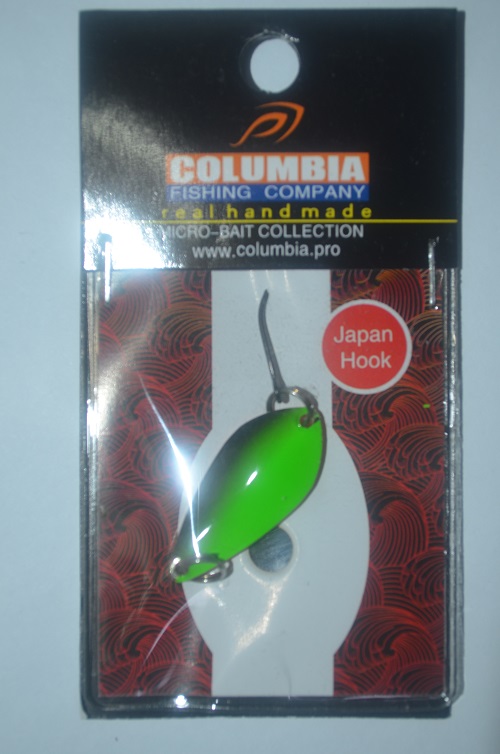 COLUMBIA
FISHING COMPANY
real hand made
MICRO-BAIT COLLECTION
www.columbia.pro
Japan
Hook